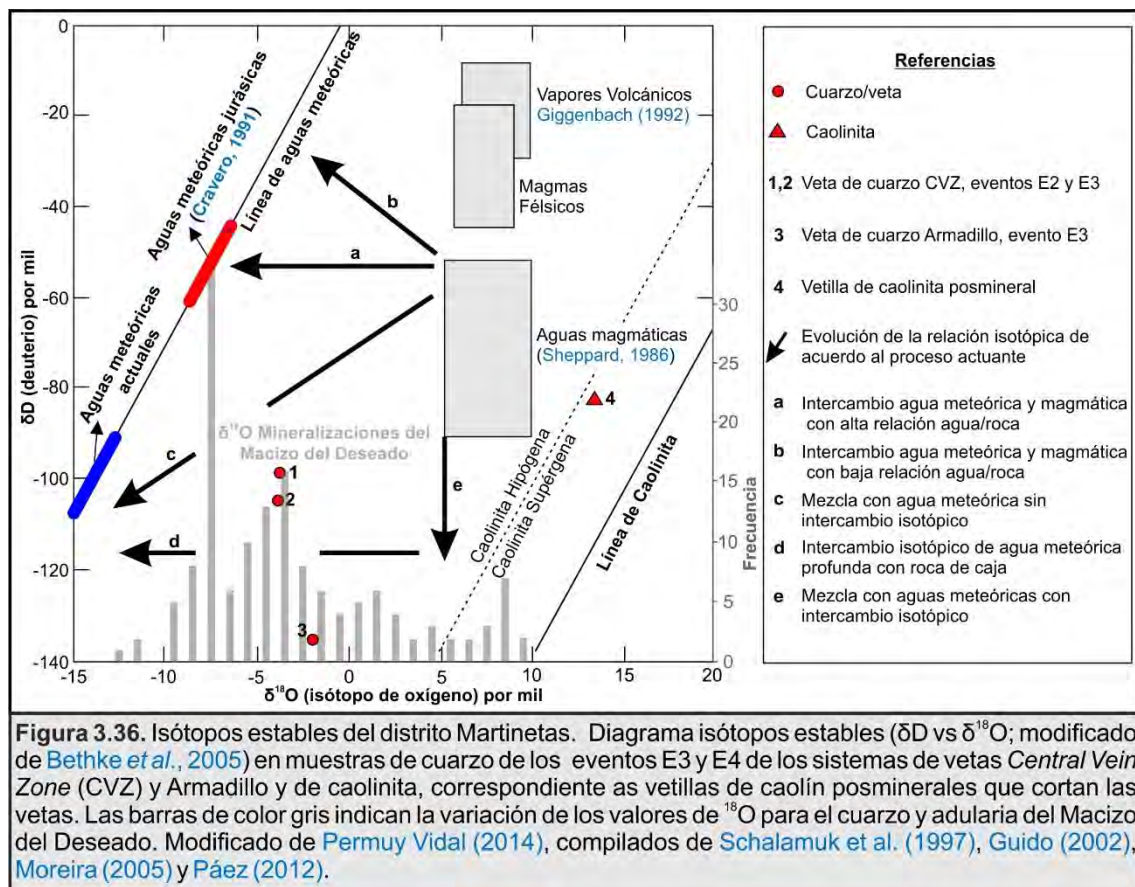 0
-20
-40
-60
-80
-100
-120
-140
δD (deuterio) por mil
-15
-10
-5
0
5
10
15
20
δ¹⁸O (isótopo de oxígeno) por mil
30
25
20
15
10
5
0
Frecuencia
Aguas meteóricas jurásicas
(Cravero, 1991)
Línea de aguas meteóricas
Aguas meteóricas
actuales
Vapores Volcánicos
Giggenbach (1992)
Magmas
Félsicos
b
a
Aguas magmáticas
(Sheppard, 1986)
4
δ¹⁸O Mineralizaciones del
Macizo del Deseado
1
2
c
d
e
3
Caolinita Hipógena
Caolinita Supérgena
Línea de Caolinita
Referencias
Cuarzo/veta
Caolinita
1,2 Veta de cuarzo CVZ, eventos E2 y E3
3 Veta de cuarzo Armadillo, evento E3
4 Vetilla de caolinita posmineral
Evolución de la relación isotópica de
acuerdo al proceso actuante
a Intercambio agua meteórica y magmática
con alta relación agua/roca
b Intercambio agua meteórica y magmática
con baja relación agua/roca
c Mezcla con agua meteórica sin
intercambio isotópico
d Intercambio isotópico de agua meteórica
profunda con roca de caja
e Mezcla con aguas meteóricas con
intercambio isotópico
Figura 3.36. Isótopos estables del distrito Martinetas. Diagrama isótopos estables (δD vs δ¹⁸O; modificado
de Bethke et al., 2005) en muestras de cuarzo de los eventos E3 y E4 de los sistemas de vetas Central Vein
Zone (CVZ) y Armadillo y de caolinita, correspondiente as vetillas de caolín posminerales que cortan las
vetas. Las barras de color gris indican la variación de los valores de ¹⁸O para el cuarzo y adularia del Macizo
del Deseado. Modificado de Permuy Vidal (2014), compilados de Schalamuk et al. (1997), Guido (2002),
Moreira (2005) y Páez (2012).